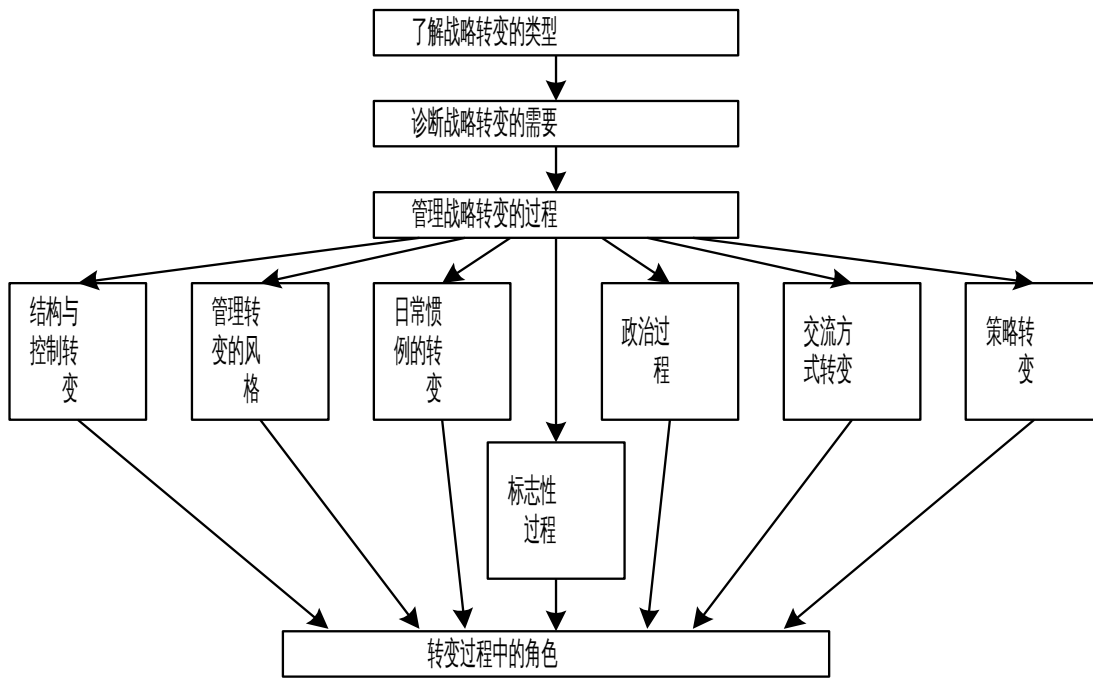 了解战略转变的类型
诊断战略转变的需要
管理战略转变的过程
结构与
控制转
变
管理转
变的风
格
日常惯
例的转
变
政治过
程
交流方
式转变
策略转
变
标志性
过程
转变过程中的角色